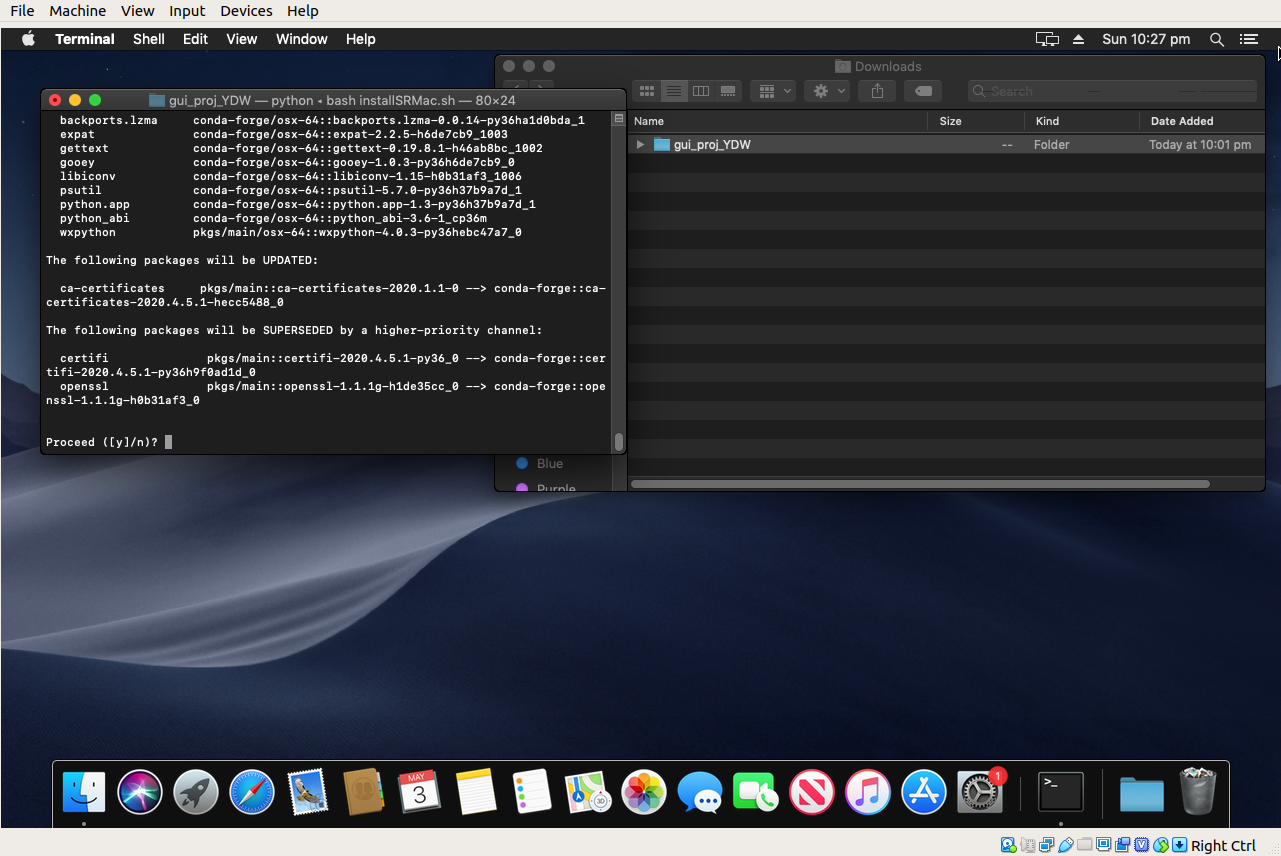 File Machine View Input Devices Help
Terminal Shell Edit View Window Help Sun 10:27 pm
Downloads
Search
gui_proj_YDW — python ◂ bash installSRMac.sh — 80×24
backports.lzma conda-forge/osx-64::backports.lzma-0.0.14-py36ha1d0bda_1
expat conda-forge/osx-64::expat-2.2.5-h6de7cb9_1003
gettext conda-forge/osx-64::gettext-0.19.8.1-h46ab8bc_1002
gooey conda-forge/osx-64::gooey-1.0.3-py36h6de7cb9_0
libiconv conda-forge/osx-64::libiconv-1.15-h0b31af3_1006
psutil conda-forge/osx-64::psutil-5.7.0-py36h37b9a7d_1
python.app conda-forge/osx-64::python.app-1.3-py36h37b9a7d_1
python_abi conda-forge/osx-64::python_abi-3.6-1_cp36m
wxpython pkgs/main/osx-64::wxpython-4.0.3-py36hebc47a7_0
The following packages will be UPDATED:
ca-certificates pkgs/main::ca-certificates-2020.1.1-0 --> conda-forge::ca-
certificates-2020.4.5.1-hecc5488_0
The following packages will be SUPERSEDED by a higher-priority channel:
certifi pkgs/main::certifi-2020.4.5.1-py36_0 --> conda-forge::cer
tifi-2020.4.5.1-py36h9f0ad1d_0
openssl pkgs/main::openssl-1.1.1g-h1de35cc_0 --> conda-forge::ope
nssl-1.1.1g-h0b31af3_0
Proceed ([y]/n)?
Name Size Kind Date Added
gui_proj_YDW -- Folder Today at 10:01 pm
Blue
Purple
MAY
3
3D
1
>_
Right Ctrl